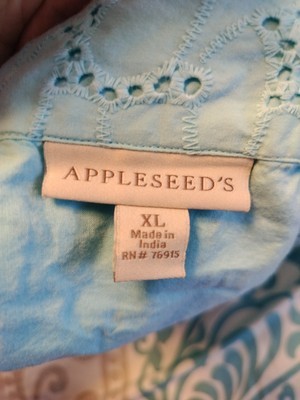 APPLESEED'S
XL
Made in
India
RN# 76915